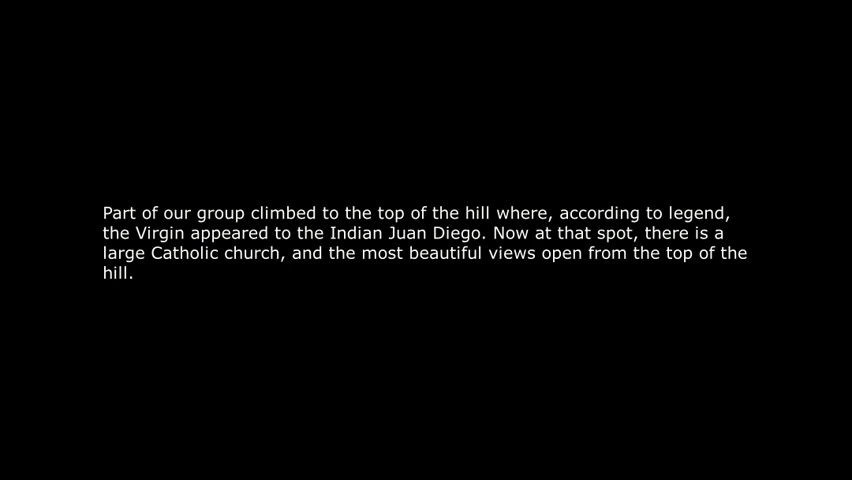 Part of our group climbed to the top of the hill where, according to legend,
the Virgin appeared to the Indian Juan Diego. Now at that spot, there is a
large Catholic church, and the most beautiful views open from the top of the
hill.